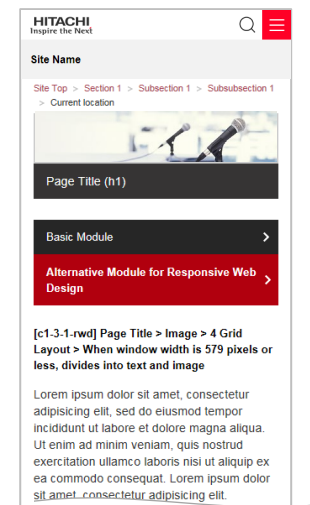 HITACHI
Inspire the Next
Site Name
Site Top > Section 1 > Subsection 1 > Subsubsection 1
> Current location
Page Title (h1)
Basic Module
Alternative Module for Responsive Web
Design
[c1-3-1-rwd] Page Title > Image > 4 Grid
Layout > When window width is 579 pixels or
less, divides into text and image
Lorem ipsum dolor sit amet, consectetur
adipisicing elit, sed do eiusmod tempor
incididunt ut labore et dolore magna aliqua.
Ut enim ad minim veniam, quis nostrud
exercitation ullamco laboris nisi ut aliquip ex
ea commodo consequat. Lorem ipsum dolor
sit amet, consectetur adipisicing elit.